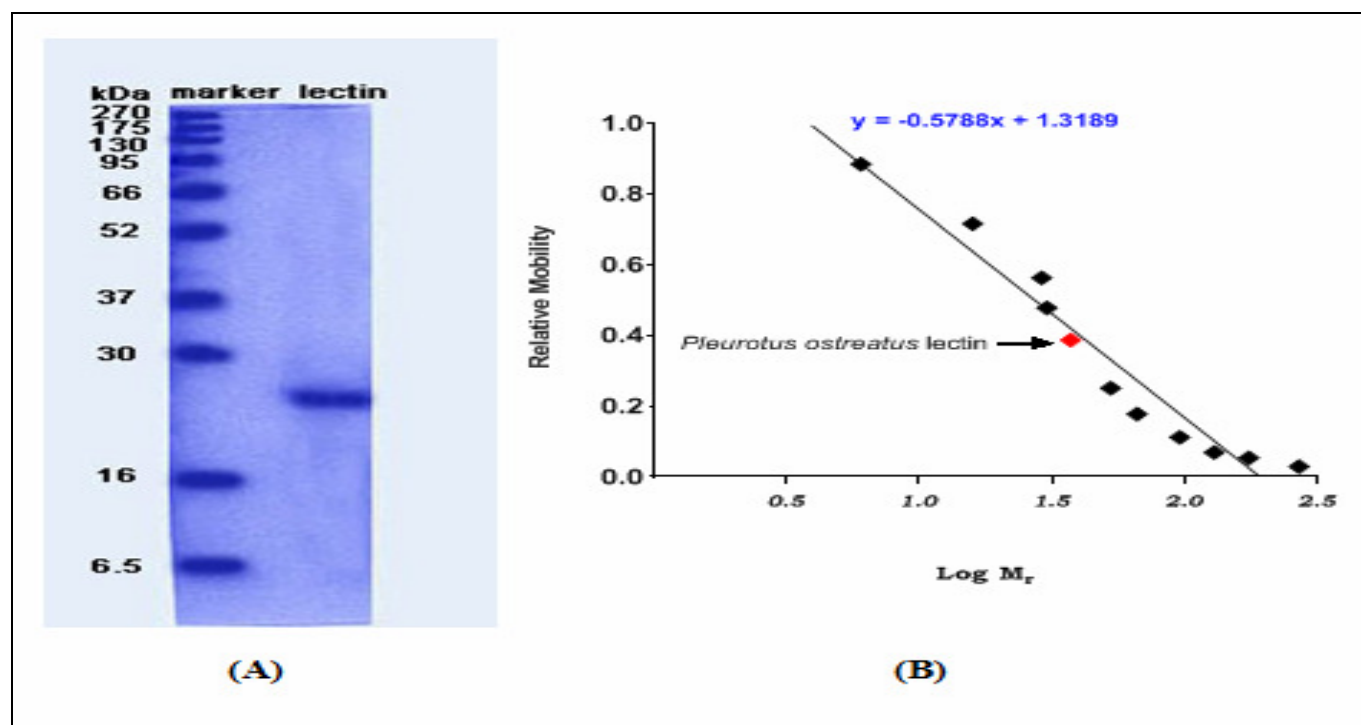 kDa marker lectin
270
175
130
95
66
52
37
30
16
6.5
(A)
y = -0.5788x + 1.3189
1.0
0.8
0.6
0.4
0.2
0.0
Relative Mobility
Pleurotus ostreatus lectin
0.5 1.0 1.5 2.0 2.5
Log Mr
(B)